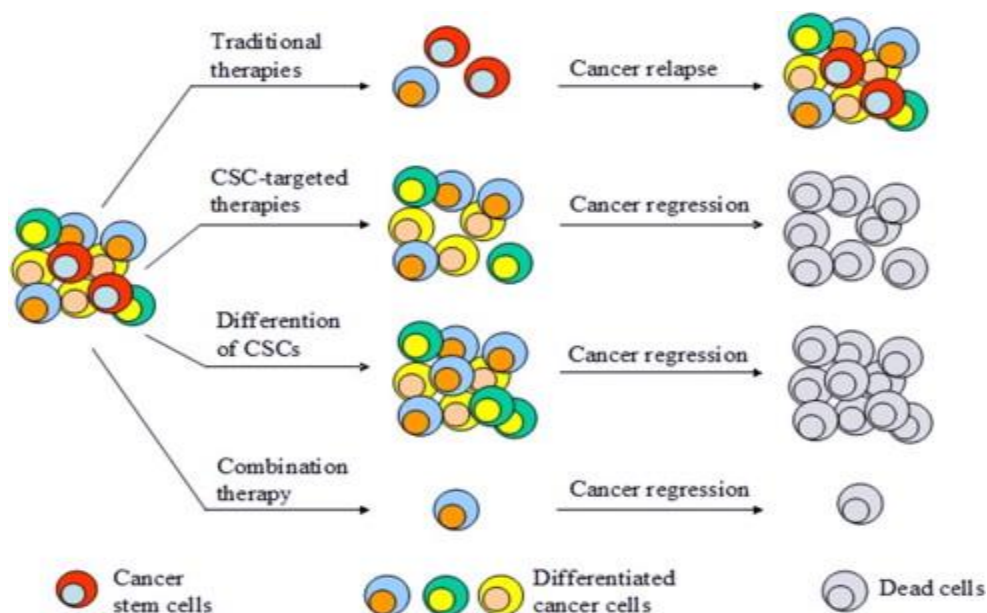 Traditional
therapies
Cancer relapse
CSC-targeted
therapies
Cancer regression
Differention
of CSCs
Cancer regression
Combination
therapy
Cancer regression
Cancer
stem cells
Differentiated
cancer cells
Dead cells